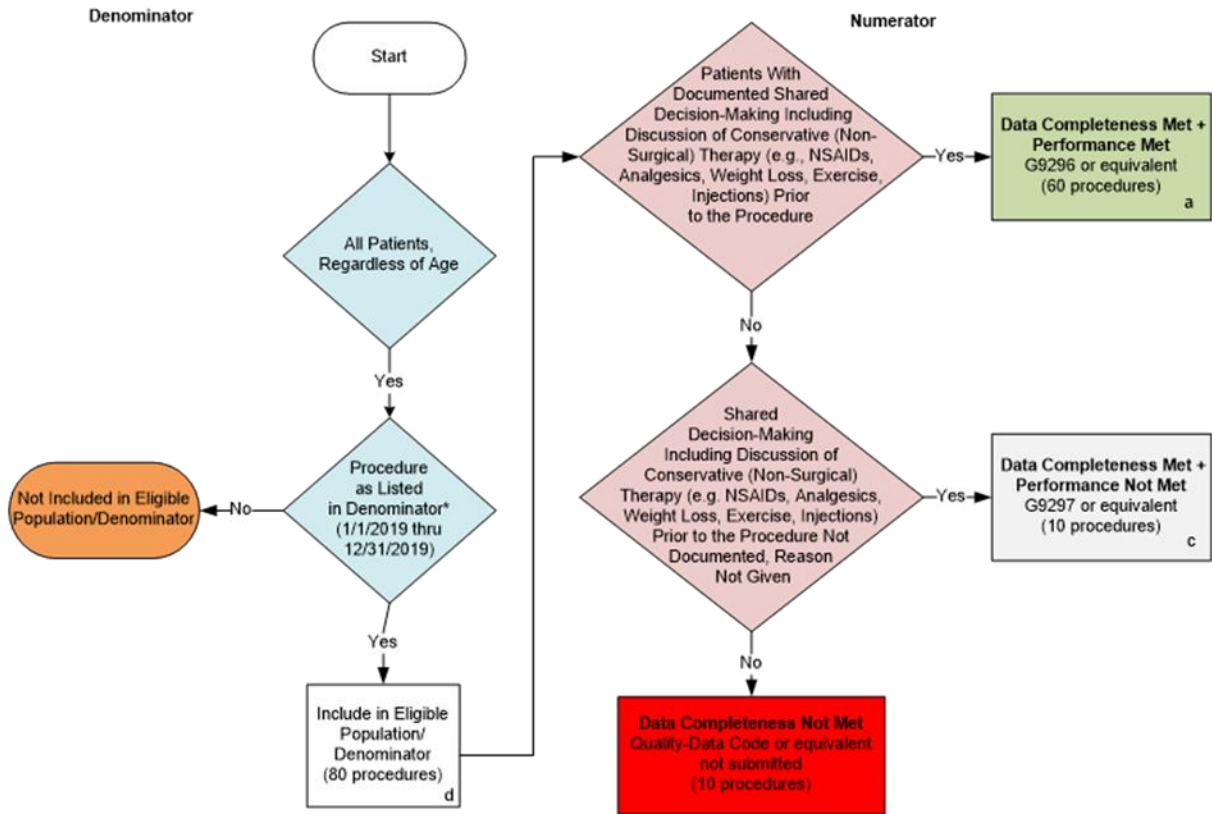 Denominator
Start
All Patients,
Regardless of Age
Yes
Procedure
as Listed
in Denominator*
(1/1/2019 thru
12/31/2019)
No
Not Included in Eligible
Population/Denominator
Yes
Include in Eligible
Population/
Denominator
(80 procedures)
d
Numerator
Patients With
Documented Shared
Decision-Making Including
Discussion of Conservative (Non-
Surgical) Therapy (e.g., NSAIDs,
Analgesics, Weight Loss, Exercise,
Injections) Prior
to the Procedure
Yes
Data Completeness Met +
Performance Met
G9296 or equivalent
(60 procedures)
a
No
Shared
Decision-Making
Including Discussion of
Conservative (Non-Surgical)
Therapy (e.g. NSAIDs, Analgesics,
Weight Loss, Exercise, Injections)
Prior to the Procedure Not
Documented, Reason
Not Given
Yes
Data Completeness Met +
Performance Not Met
G9297 or equivalent
(10 procedures)
c
No
Data Completeness Not Met
Quality-Data Code or equivalent
not submitted
(10 procedures)